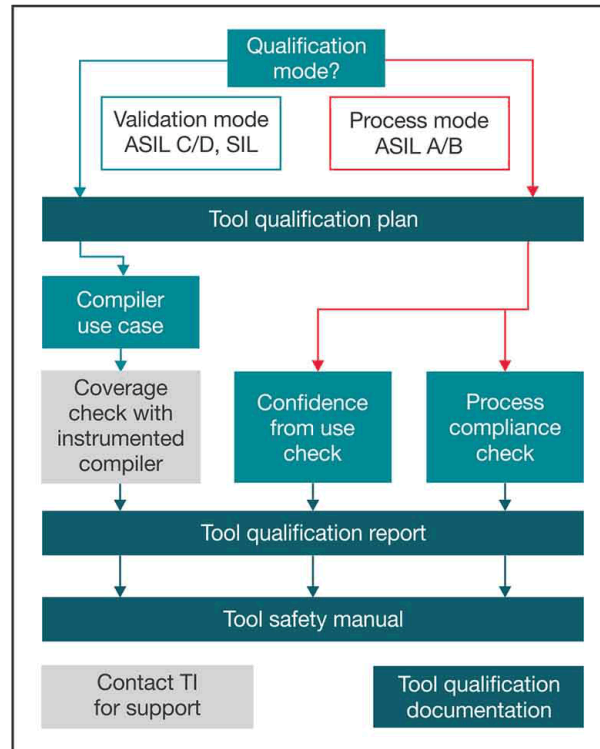 Qualification
mode?
Validation mode
ASIL C/D, SIL
Process mode
ASIL A/B
Tool qualification plan
Compiler
use case
Coverage
check with
instrumented
compiler
Confidence
from use
check
Process
compliance
check
Tool qualification report
Tool safety manual
Contact TI
for support
Tool qualification
documentation